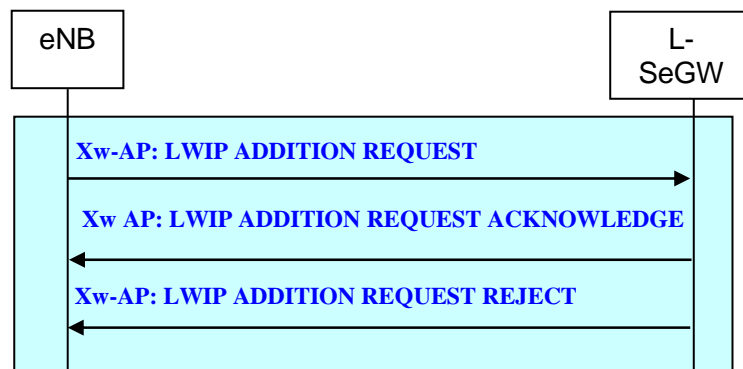 eNB
L-
SeGW
Xw-AP: LWIP ADDITION REQUEST
Xw AP: LWIP ADDITION REQUEST ACKNOWLEDGE
Xw-AP: LWIP ADDITION REQUEST REJECT